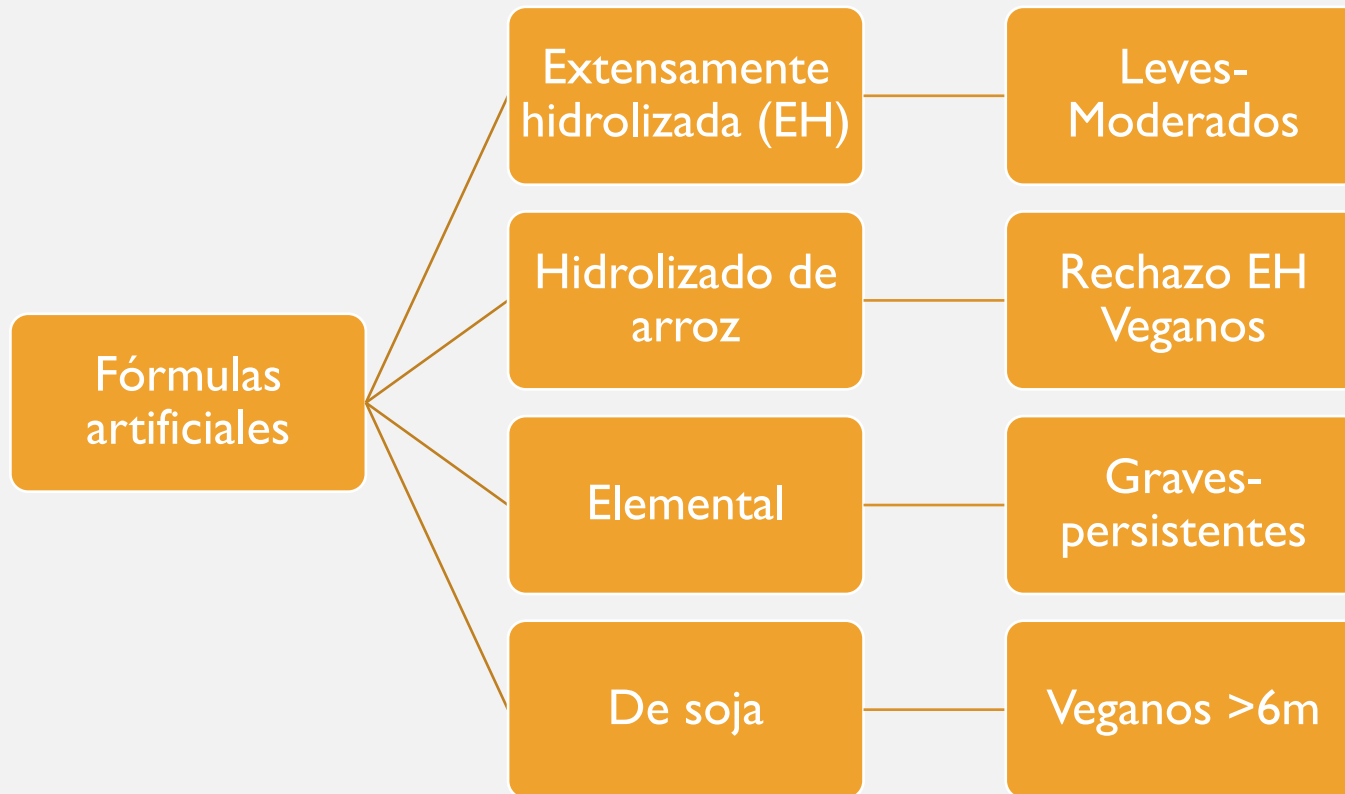 Fórmulas
artificiales
Extensamente
hidrolizada (EH)
Leves-
Moderados
Hidrolizado de
arroz
Rechazo EH
Veganos
Elemental
Graves-
persistentes
De soja
Veganos >6m